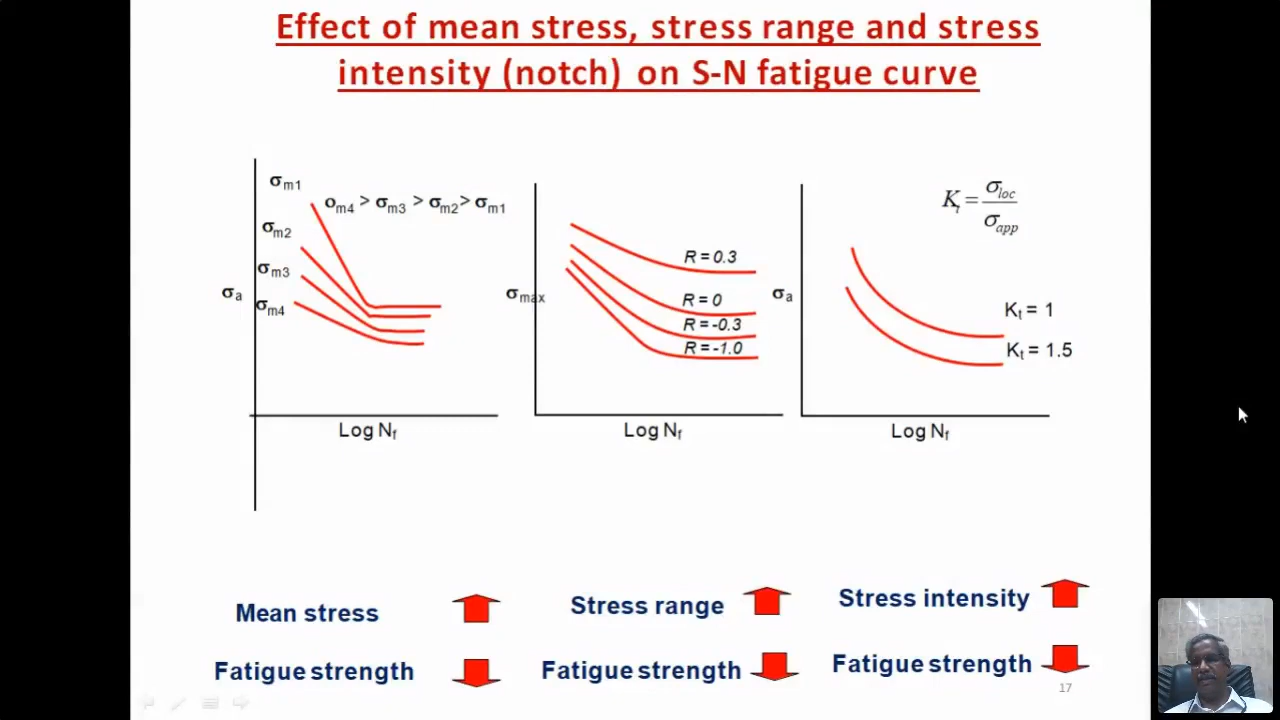 Effect of mean stress, stress range and stress
intensity (notch) on S-N fatigue curve
σm1
σm2
σm3
σm4
σa
σm4 > σm3 > σm2> σm1
Log Nf
σmax
R = 0.3
R = 0
R = -0.3
R = -1.0
Log Nf
σa
Kt = σloc / σapp
Kt = 1
Kt = 1.5
Log Nf
Mean stress
Fatigue strength
Stress range
Fatigue strength
Stress intensity
Fatigue strength
17